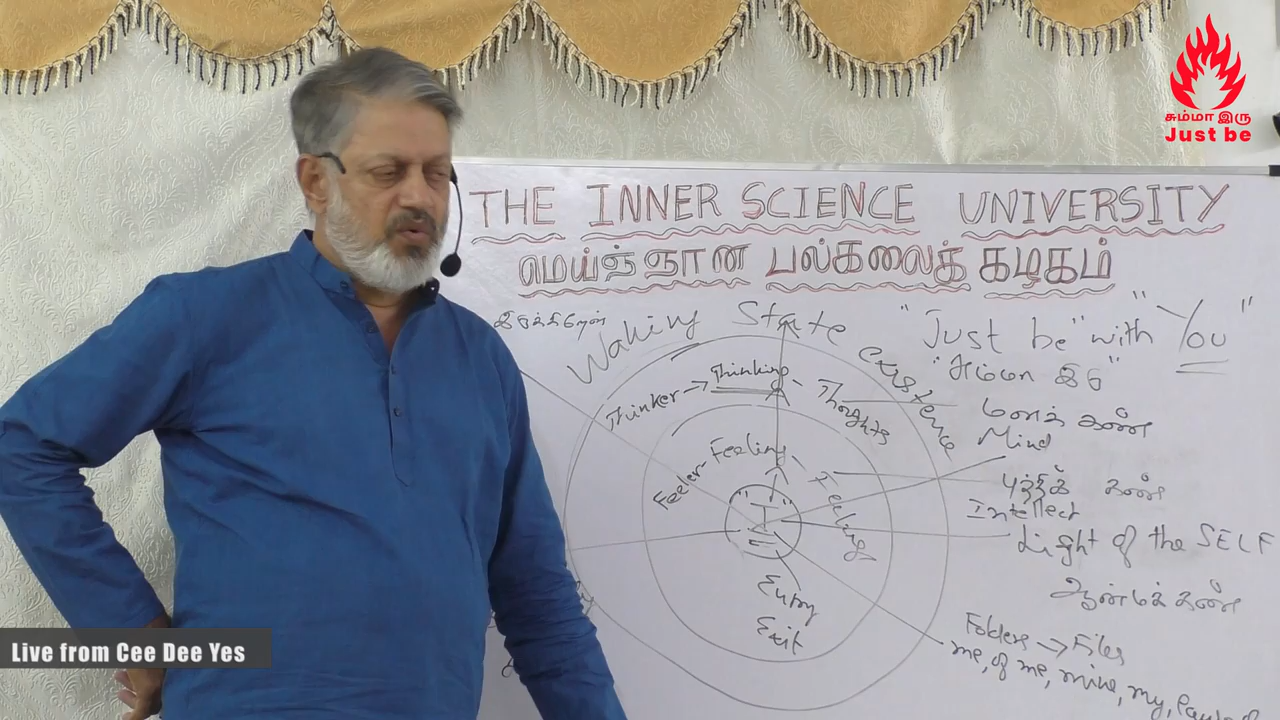 சும்மா இரு
Just be
THE INNER SCIENCE UNIVERSITY
மெய்ஞ்ஞான பல்கலைக் கழகம்
Waking State
existence
"Just be" with "You"
"சும்மா இரு"
Thinker → Thinking - Thoughts
மனக் கண்
Mind
Feeler - Feeling - Feeling
புத்திக் கண்
Intellect
"I"
Light of the SELF
ஆன்மக் கண்
Entry
Exit
Folders → Files
me, of me, mine, my,
Live from Cee Dee Yes